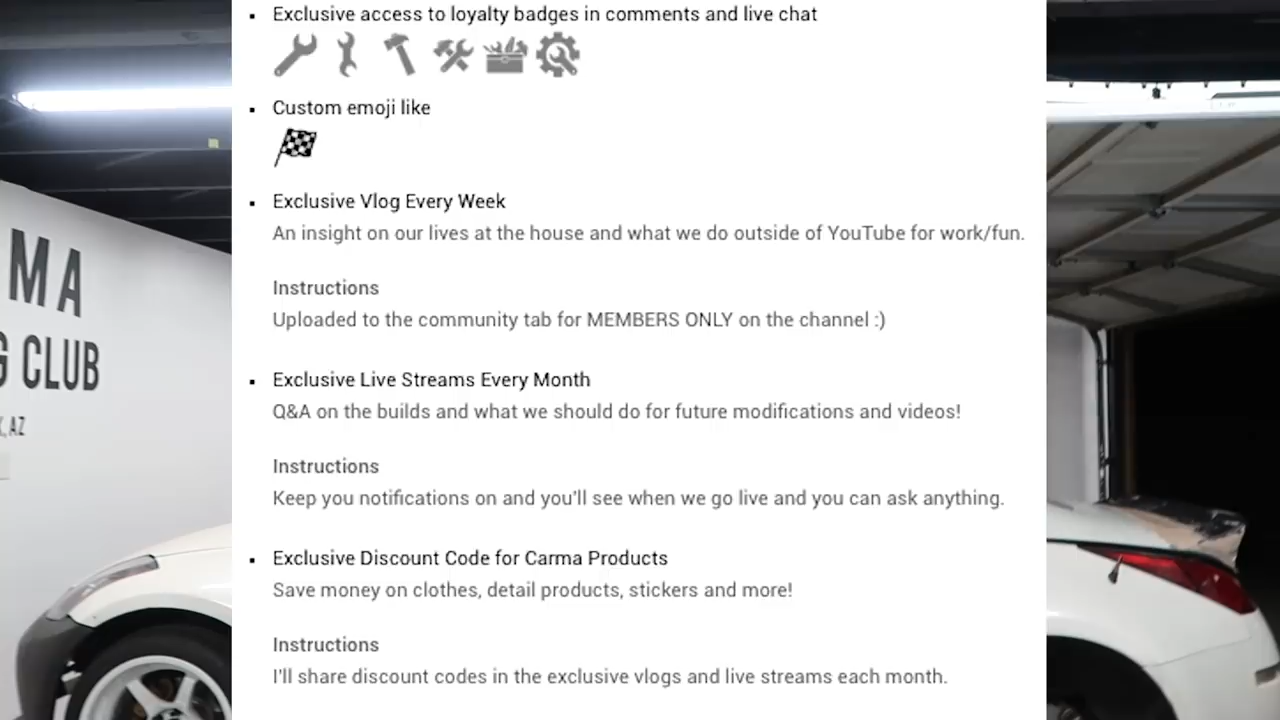 Exclusive access to loyalty badges in comments and live chat
Custom emoji like
Exclusive Vlog Every Week
An insight on our lives at the house and what we do outside of YouTube for work/fun.
Instructions
Uploaded to the community tab for MEMBERS ONLY on the channel :)
Exclusive Live Streams Every Month
Q&A on the builds and what we should do for future modifications and videos!
Instructions
Keep you notifications on and you'll see when we go live and you can ask anything.
Exclusive Discount Code for Carma Products
Save money on clothes, detail products, stickers and more!
Instructions
I'll share discount codes in the exclusive vlogs and live streams each month.
MA
G CLUB
, AZ